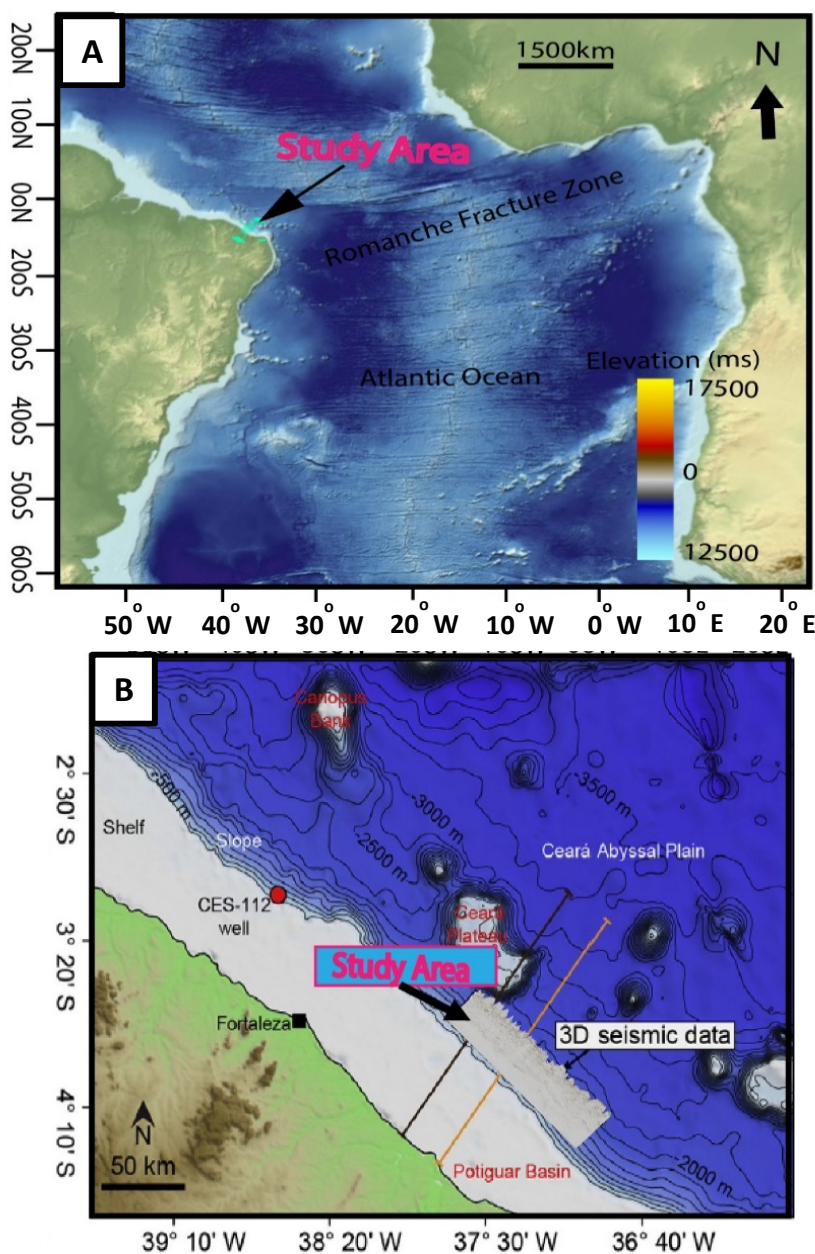 A
1500km
N
Study Area
Romanche Fracture Zone
Atlantic Ocean
Elevation (ms)
17500
0
12500
20oN
10oN
0oN
20oS
30oS
40oS
50oS
60oS
50° W 40° W 30° W 20° W 10° W 0° W 10° E 20° E
B
Canopus
Bank
-500 m
-3000 m
-3500 m
-2500 m
Shelf
Slope
Ceará Abyssal Plain
CES-112
well
Ceará
Plateau
Study Area
Fortaleza
3D seismic data
N
50 km
Potiguar Basin
-2000 m
2° 30' S
3° 20' S
4° 10' S
39° 10' W 38° 20' W 37° 30' W 36° 40' W